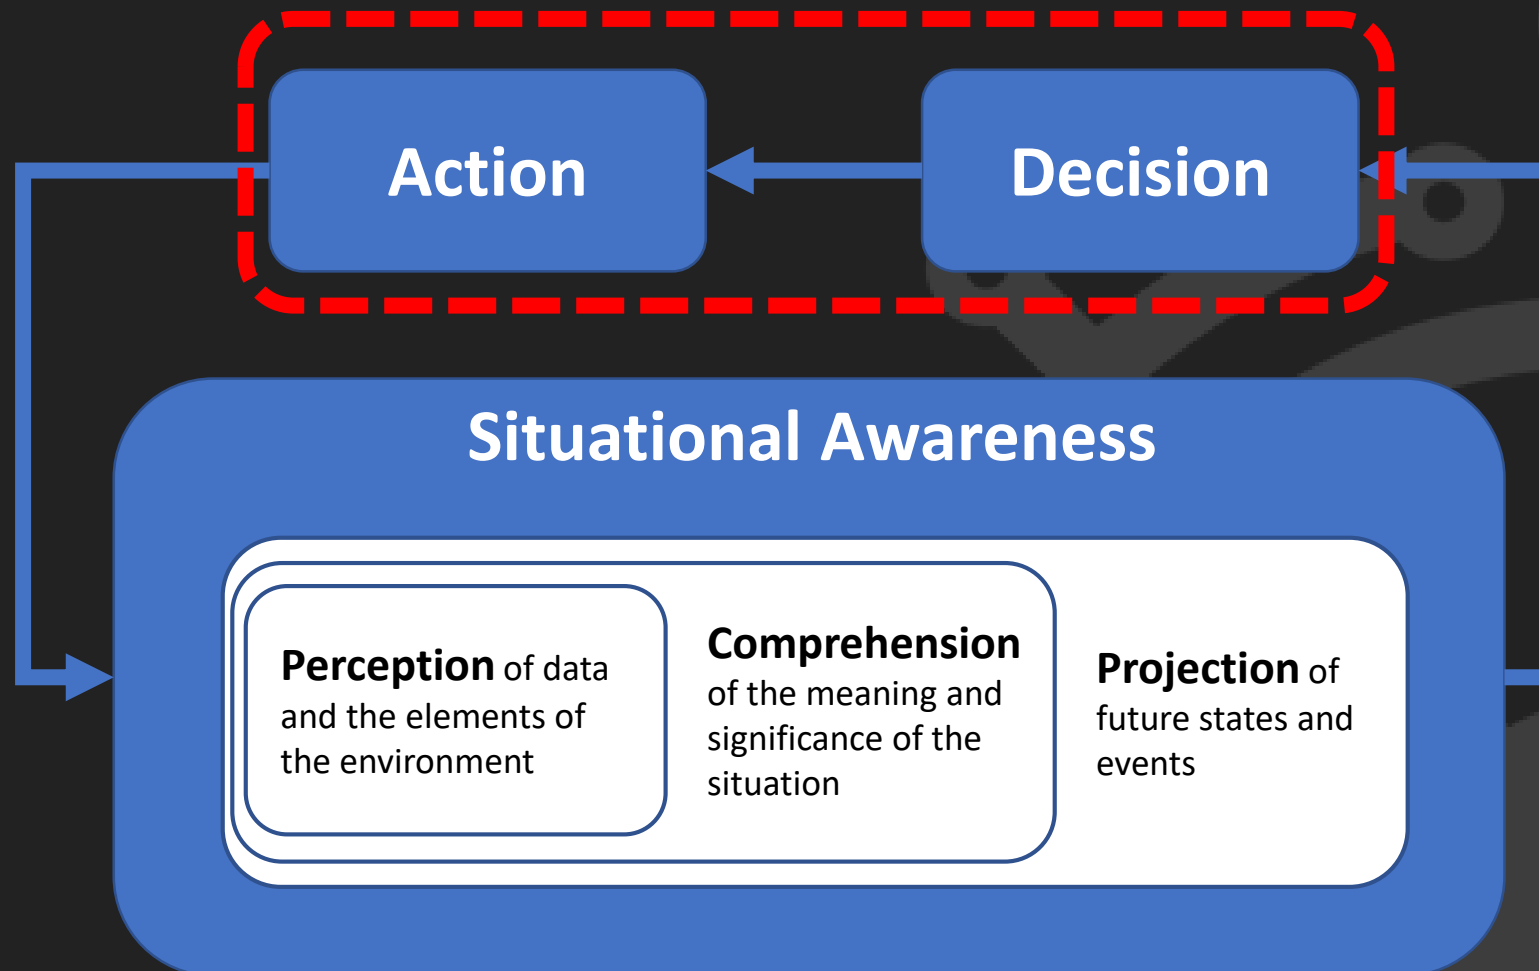 Action
Decision
Situational Awareness
Perception of data
and the elements of
the environment
Comprehension
of the meaning and
significance of the
situation
Projection of
future states and
events